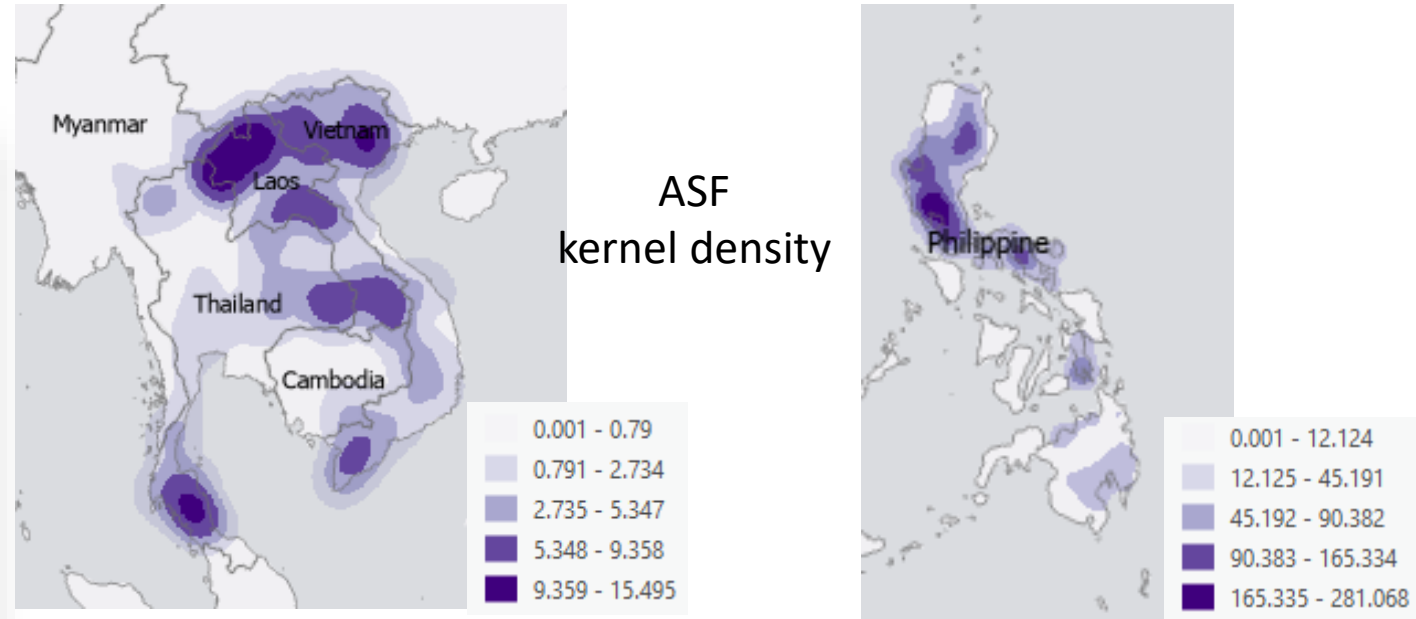 Myanmar
Vietnam
Laos
Thailand
Cambodia
0.001 - 0.79
0.791 - 2.734
2.735 - 5.347
5.348 - 9.358
9.359 - 15.495
ASF
kernel density
Philippine
0.001 - 12.124
12.125 - 45.191
45.192 - 90.382
90.383 - 165.334
165.335 - 281.068